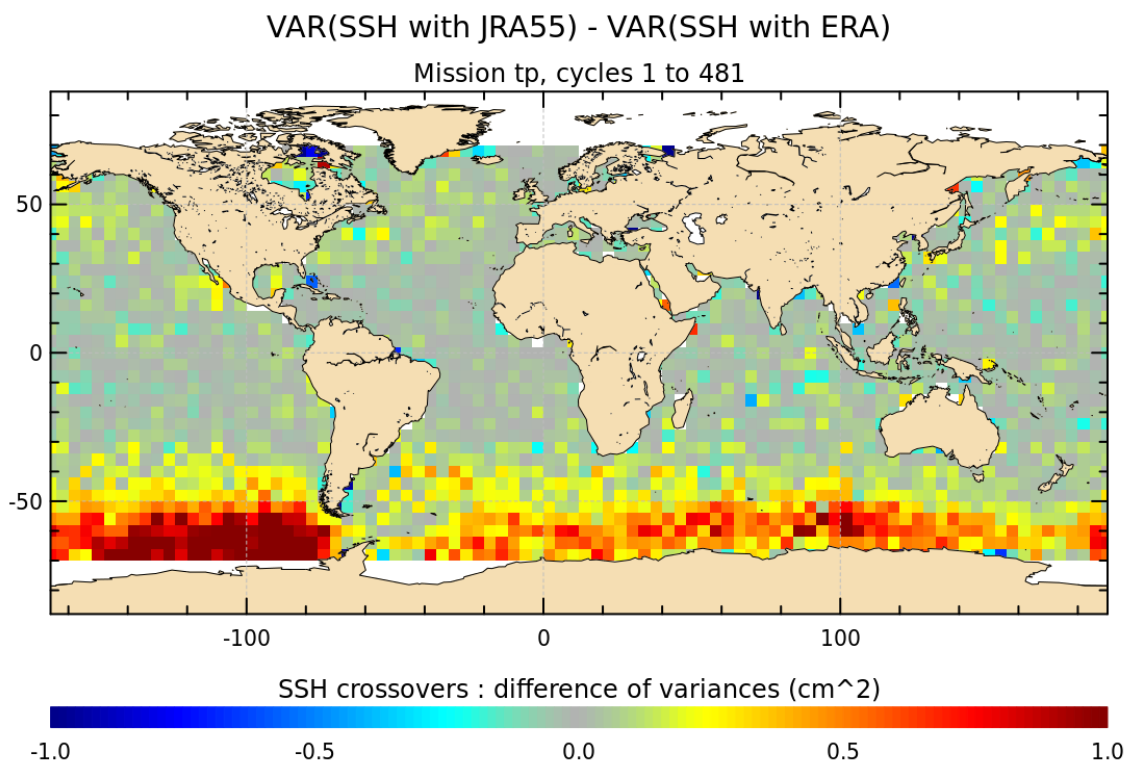 VAR(SSH with JRA55) - VAR(SSH with ERA)
Mission tp, cycles 1 to 481
50
0
-50
-100 0 100
SSH crossovers : difference of variances (cm^2)
-1.0 -0.5 0.0 0.5 1.0